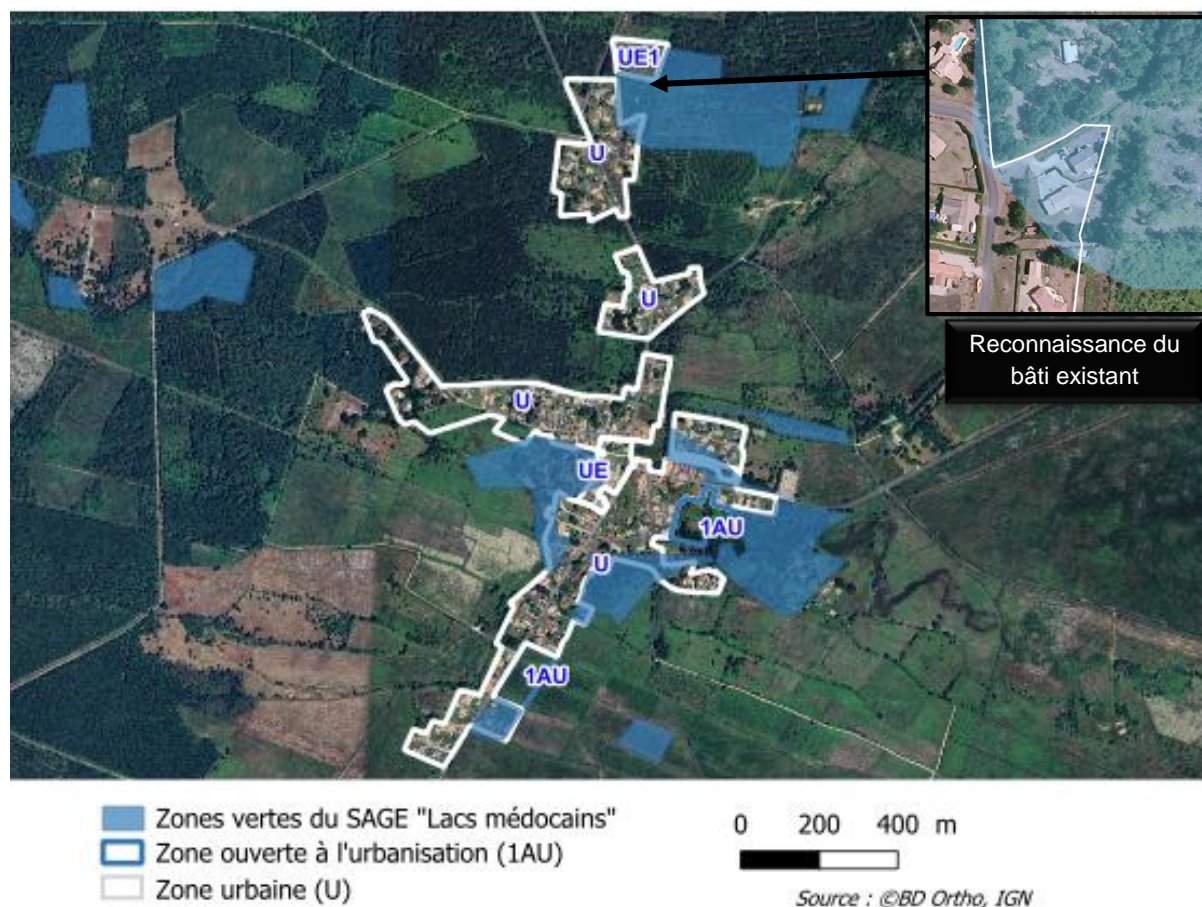 UE1
U
U
U
UE
1AU
U
1AU
Reconnaissance du
bâti existant
Zones vertes du SAGE "Lacs médocains"
Zone ouverte à l'urbanisation (1AU)
Zone urbaine (U)
0 200 400 m
Source : ©BD Ortho, IGN